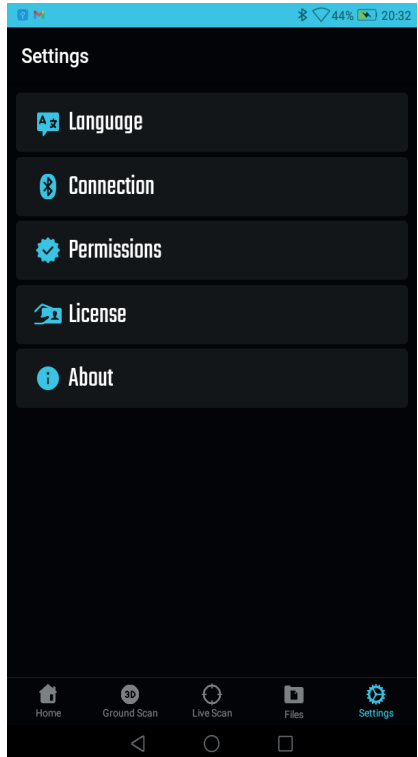 44% 20:32
Settings
Language
Connection
Permissions
License
About
3D
Home Ground Scan Live Scan Files Settings